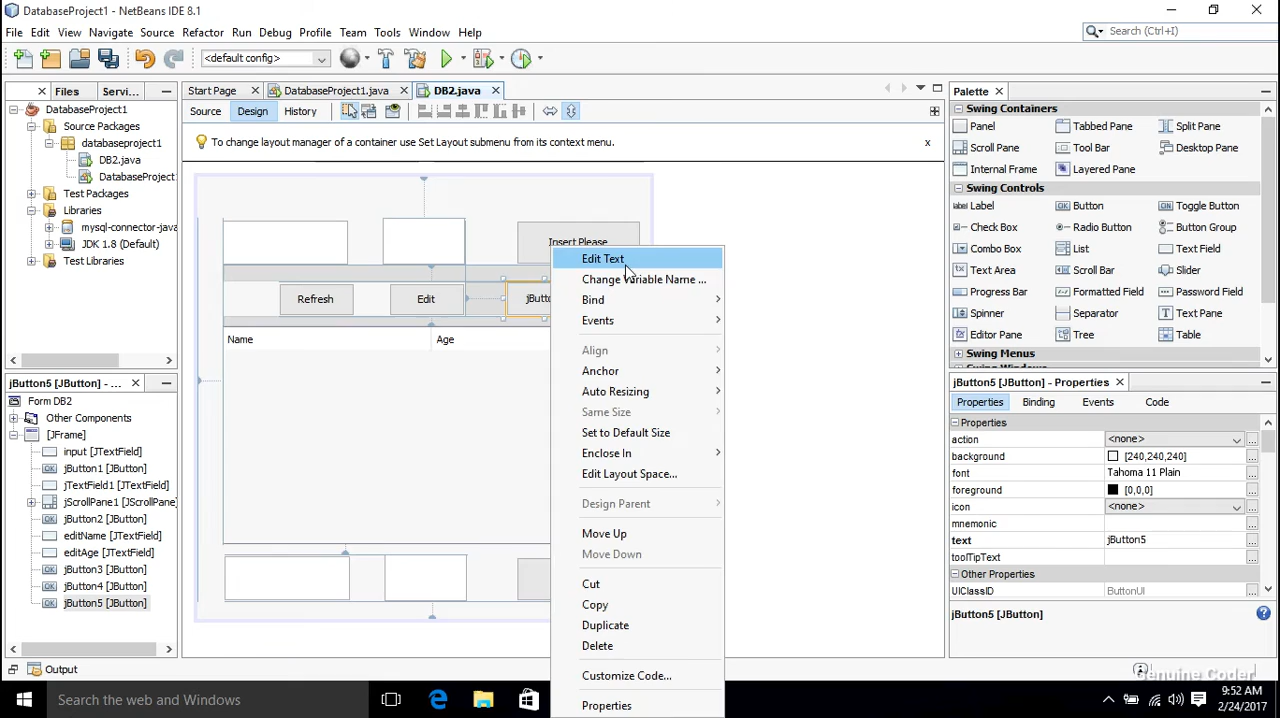 DatabaseProject1 - NetBeans IDE 8.1
File Edit View Navigate Source Refactor Run Debug Profile Team Tools Window Help
Search (Ctrl+I)
<default config>
Files Servi...
Start Page DatabaseProject1.java DB2.java
Source Design History
To change layout manager of a container use Set Layout submenu from its context menu.
DatabaseProject1
Source Packages
databaseproject1
DB2.java
DatabaseProject
Test Packages
Libraries
mysql-connector-java
JDK 1.8 (Default)
Test Libraries
Insert Please
Refresh Edit jButto
Name Age
Edit Text
Change Variable Name ...
Bind
Events
Align
Anchor
Auto Resizing
Same Size
Set to Default Size
Enclose In
Edit Layout Space...
Design Parent
Move Up
Move Down
Cut
Copy
Duplicate
Delete
Customize Code...
Properties
jButton5 [JButton] - ...
Form DB2
Other Components
[JFrame]
input [JTextField]
jButton1 [JButton]
jTextField1 [JTextField]
jScrollPane1 [JScrollPane]
jButton2 [JButton]
editName [JTextField]
editAge [JTextField]
jButton3 [JButton]
jButton4 [JButton]
jButton5 [JButton]
Output
Palette
Swing Containers
Panel Tabbed Pane Split Pane
Scroll Pane Tool Bar Desktop Pane
Internal Frame Layered Pane
Swing Controls
Label Button Toggle Button
Check Box Radio Button Button Group
Combo Box List Text Field
Text Area Scroll Bar Slider
Progress Bar Formatted Field Password Field
Spinner Separator Text Pane
Editor Pane Tree Table
Swing Menus
jButton5 [JButton] - Properties
Properties Binding Events Code
Properties
action <none>
background [240,240,240]
font Tahoma 11 Plain
foreground [0,0,0]
icon <none>
mnemonic
text jButton5
toolTipText
Other Properties
UIClassID ButtonUI
jButton5 [JButton]
Genuine Coder
Search the web and Windows
9:52 AM
2/24/2017